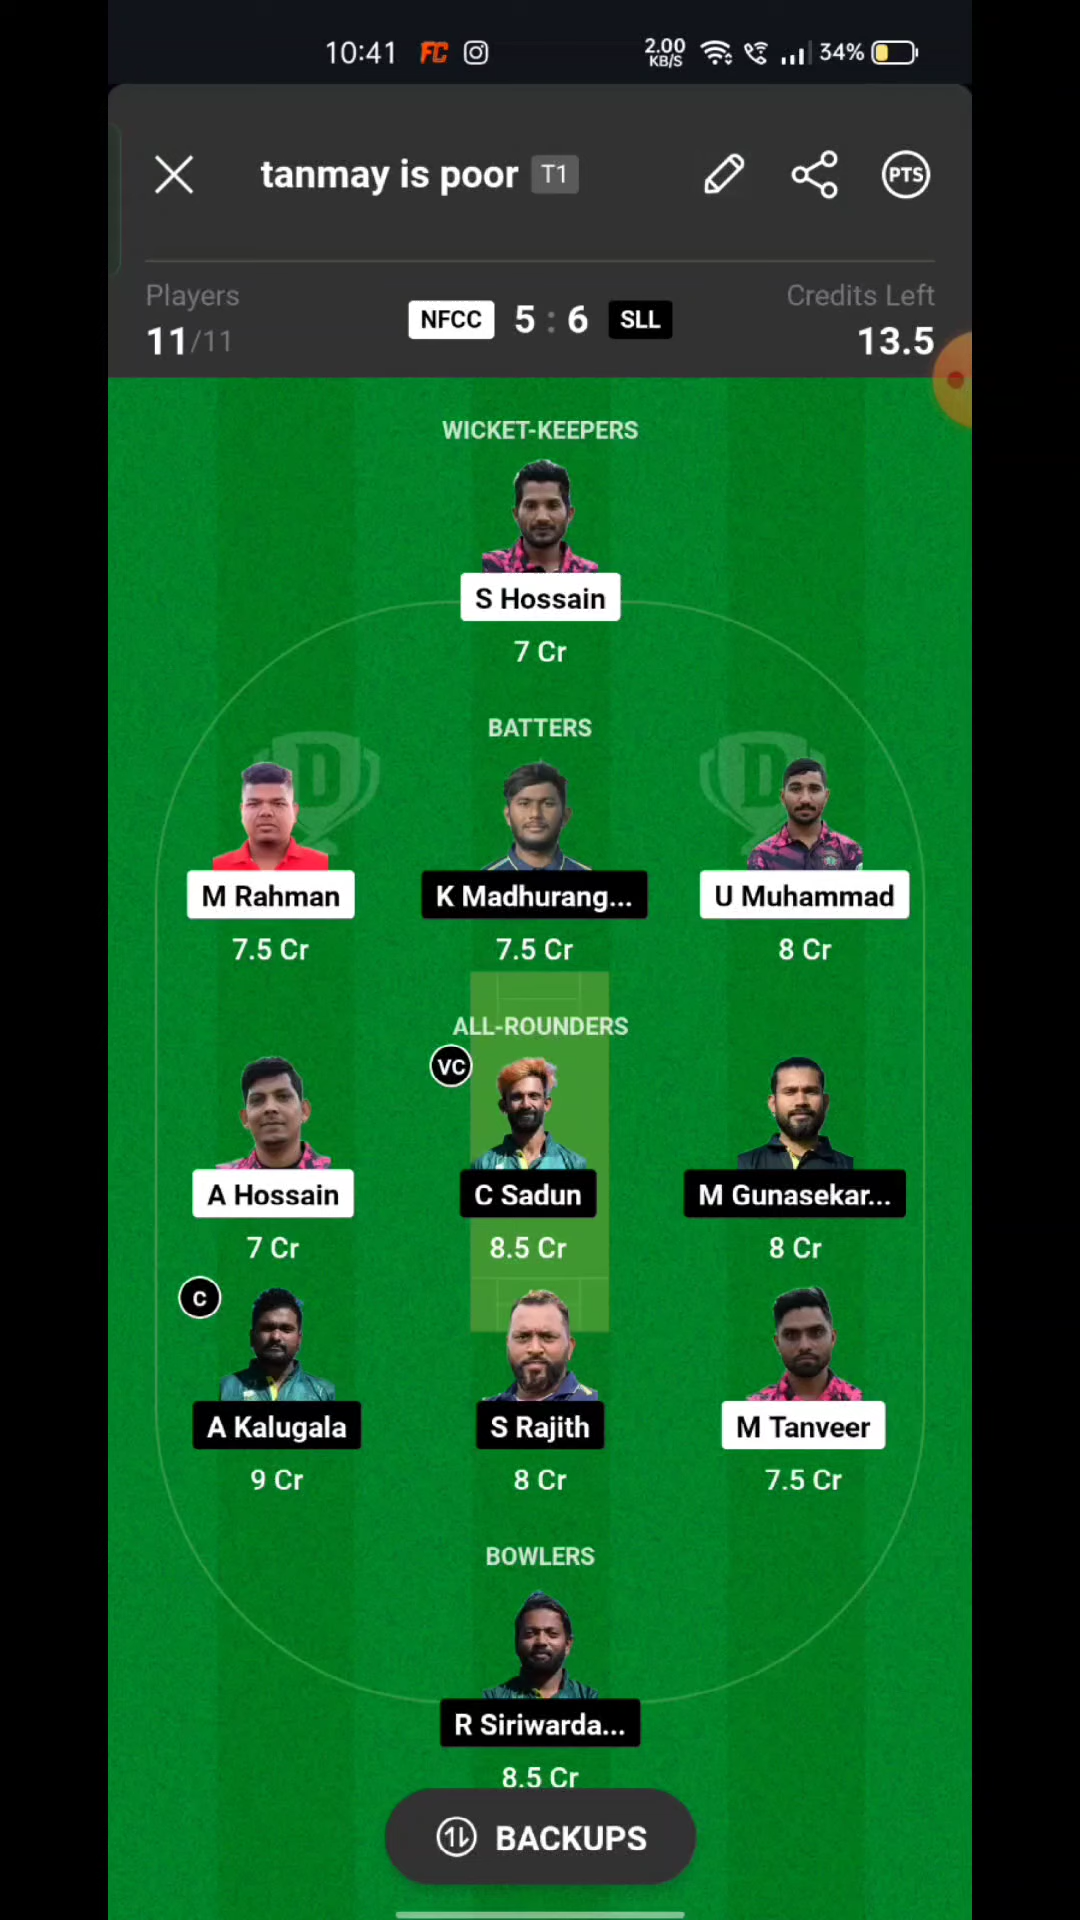 10:41 FC 2.00 KB/S 34%
tanmay is poor T1 PTS
Players Credits Left
11/11 NFCC 5 : 6 SLL 13.5
WICKET-KEEPERS
S Hossain
7 Cr
BATTERS
D D
M Rahman K Madhurang... U Muhammad
7.5 Cr 7.5 Cr 8 Cr
ALL-ROUNDERS
VC
A Hossain C Sadun M Gunasekar...
7 Cr 8.5 Cr 8 Cr
C
A Kalugala S Rajith M Tanveer
9 Cr 8 Cr 7.5 Cr
BOWLERS
R Siriwarda...
8.5 Cr
BACKUPS